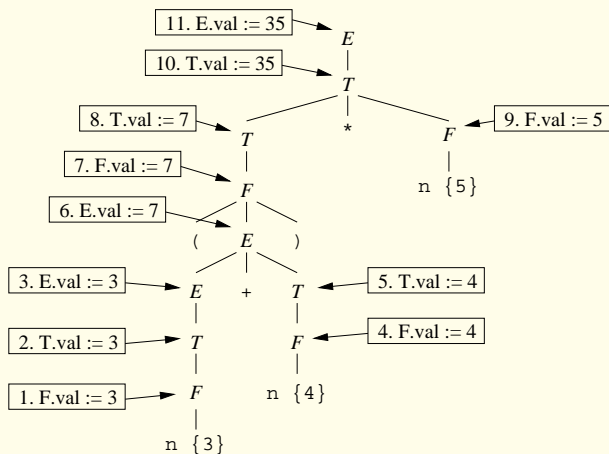 11. E.val := 35
E
10. T.val := 35
T
8. T.val := 7
T
*
F
9. F.val := 5
7. F.val := 7
F
n {5}
6. E.val := 7
(
E
)
3. E.val := 3
E
+
T
5. T.val := 4
2. T.val := 3
T
F
4. F.val := 4
1. F.val := 3
F
n {4}
n {3}